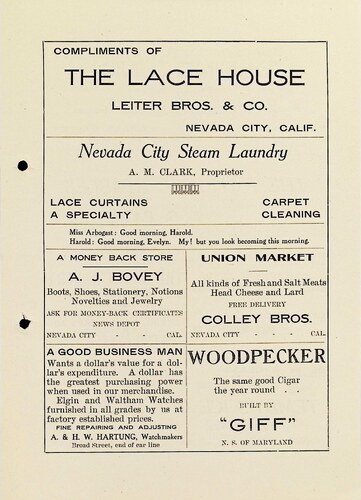 COMPLIMENTS OF
THE LACE HOUSE
LEITER BROS. & CO.
NEVADA CITY, CALIF.
Nevada City Steam Laundry
A. M. CLARK, Proprietor
LACE CURTAINS
A SPECIALTY
CARPET
CLEANING
Miss Arbogast: Good morning, Harold.
Harold: Good morning, Evelyn. My! but you look becoming this morning.
A MONEY BACK STORE
A. J. BOVEY
Boots, Shoes, Stationery, Notions
Novelties and Jewelry
ASK FOR MONEY-BACK CERTIFICATES
NEWS DEPOT
NEVADA CITY - - CAL.
UNION MARKET
All kinds of Fresh and Salt Meats
Head Cheese and Lard
FREE DELIVERY
COLLEY BROS.
NEVADA CITY - - - CAL.
A GOOD BUSINESS MAN
Wants a dollar's value for a dol-
lar's expenditure. A dollar has
the greatest purchasing power
when used in our merchandise.
Elgin and Waltham Watches
furnished in all grades by us at
factory established prices.
FINE REPAIRING AND ADJUSTING
A. & H. W. HARTUNG, Watchmakers
Broad Street, end of car line
WOODPECKER
The same good Cigar
the year round . .
BUILT BY
"GIFF"
N. S. OF MARYLAND